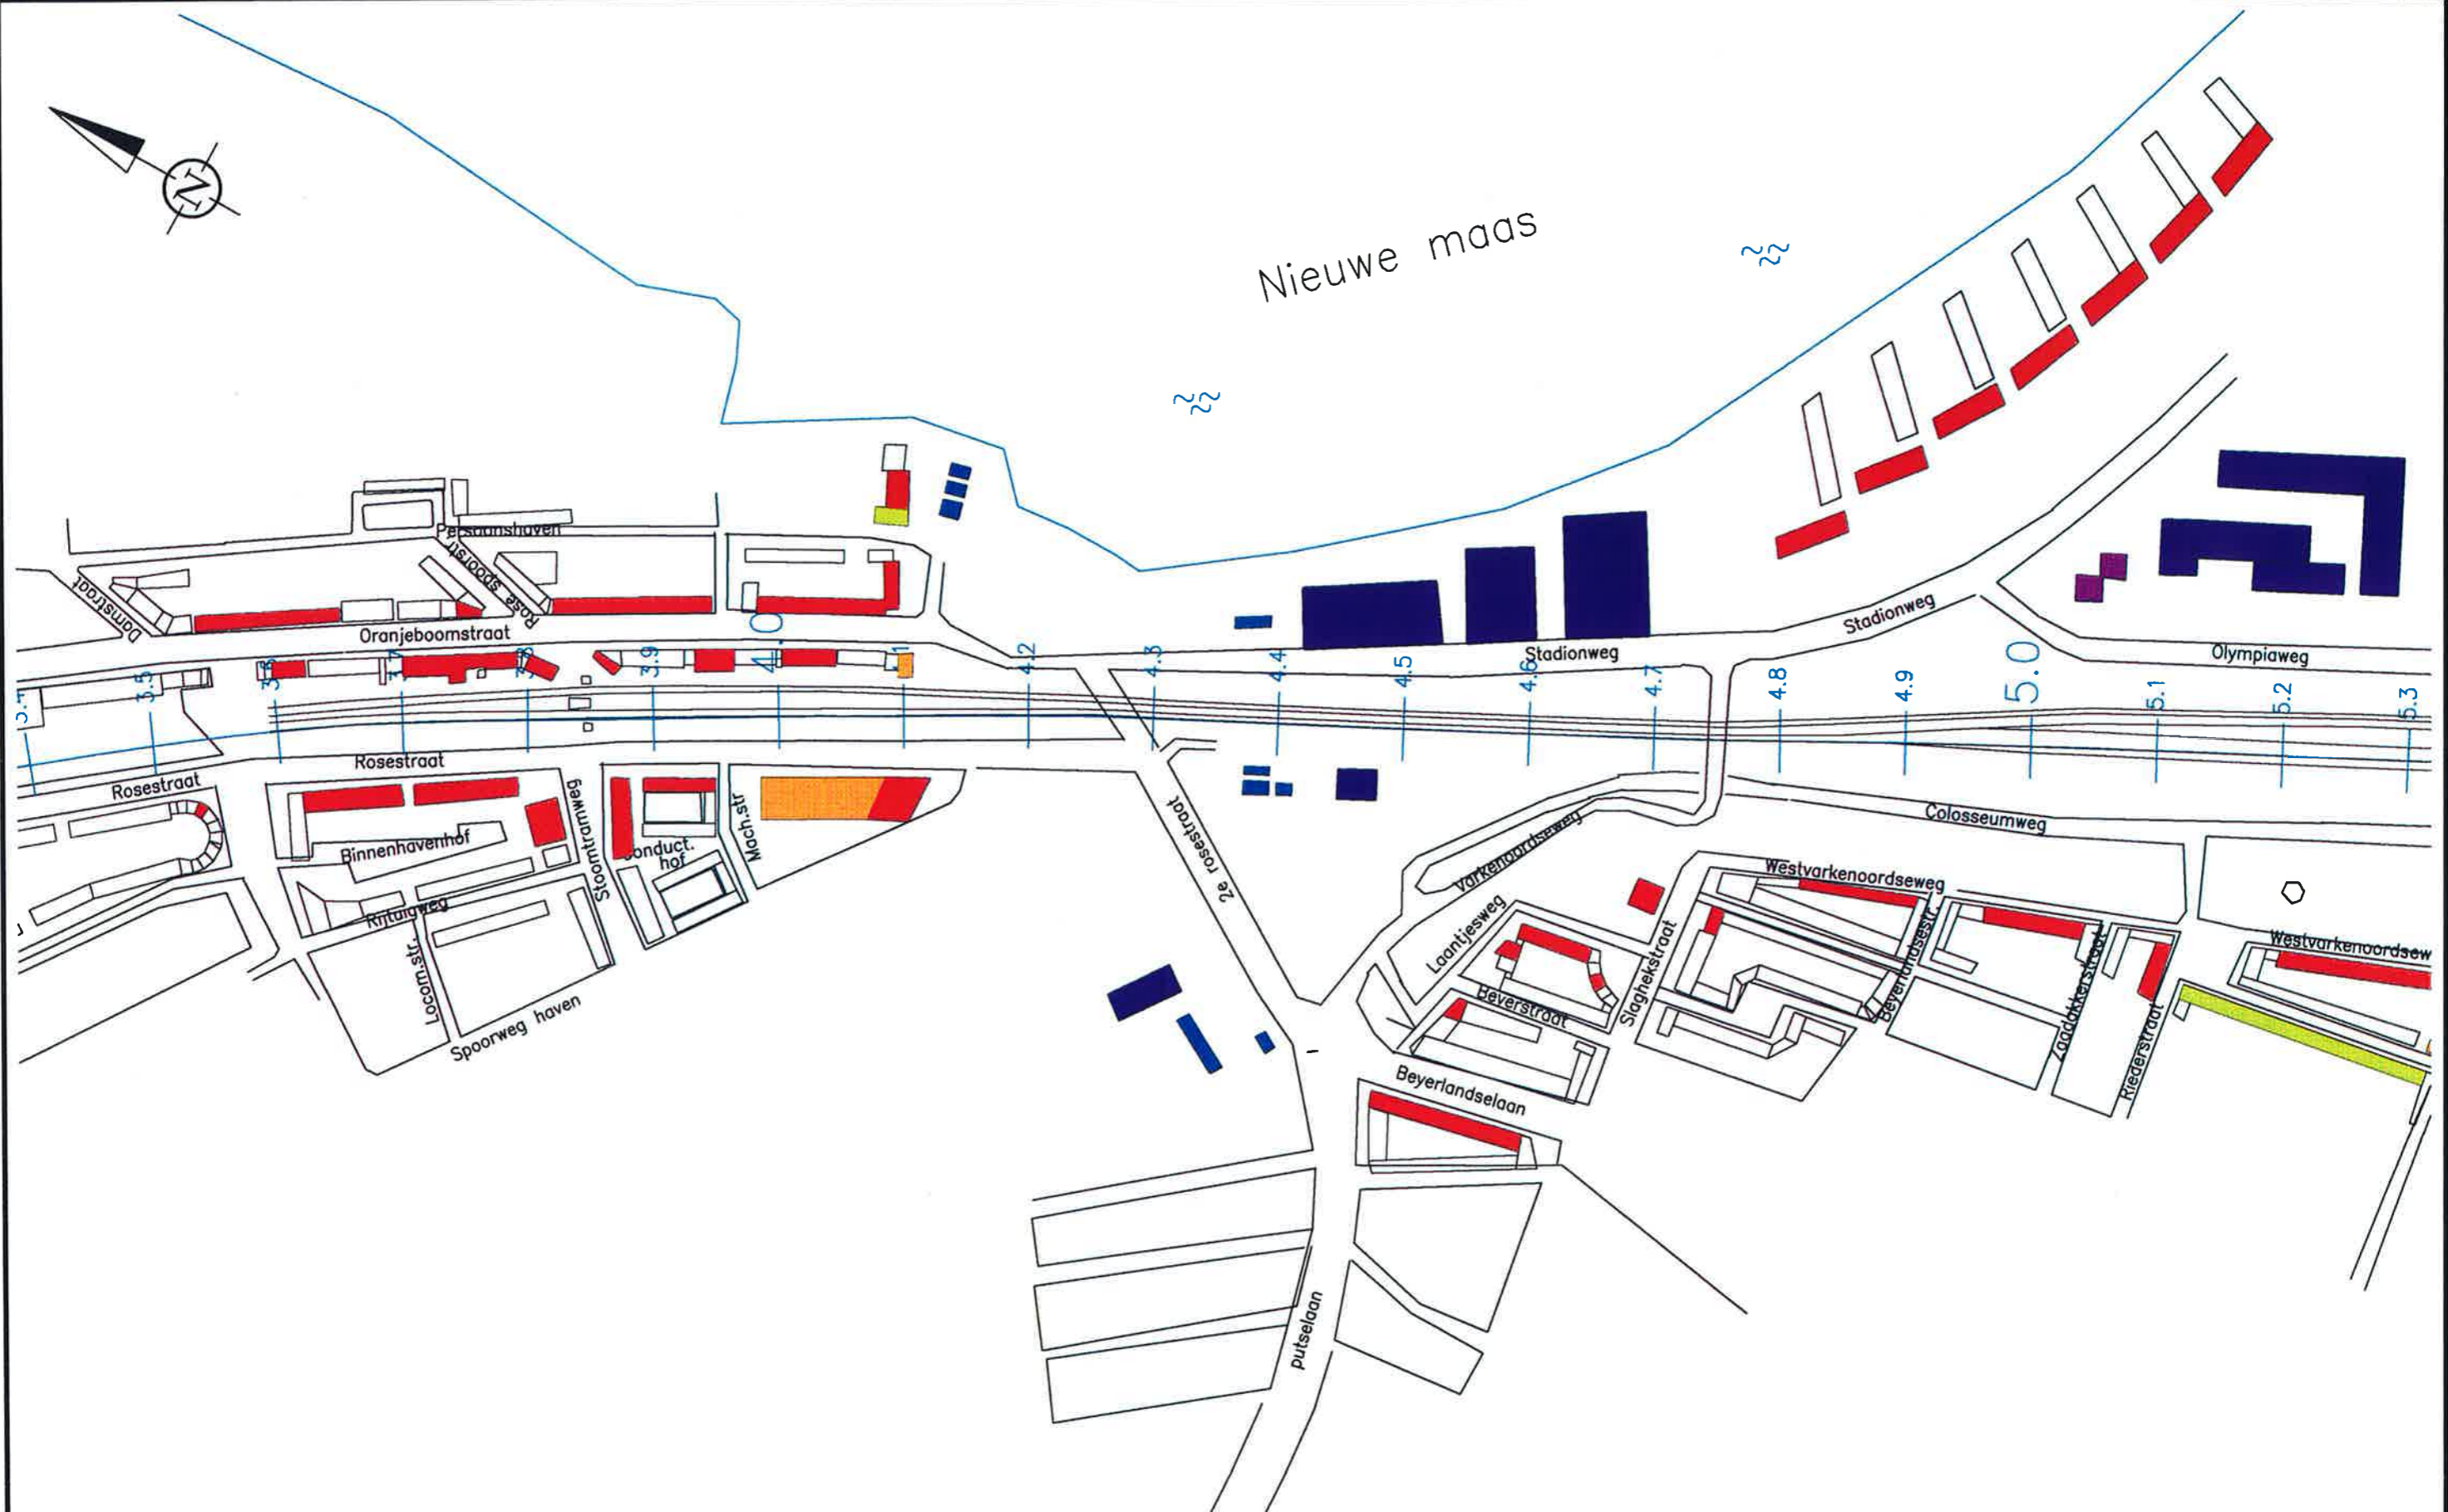 N
Nieuwe maas
Persoonshaven
Rose spoorstr.
Damstraat
Oranjeboomstraat
Stadionweg
Stadionweg
Olympiaweg
3.5
3.6
3.7
3.8
3.9
4.0
4.2
4.3
4.4
4.5
4.6
4.7
4.8
4.9
5.0
5.1
5.2
5.3
Rosestraat
Rosestraat
Binnenhavenhof
Stoomtramweg
Conduct.
hof
Mach.str
2e rosestraat
Rijtuigweg
Locom.str.
Spoorweg haven
Varkenoordseweg
Colosseumweg
Westvarkenoordseweg
Westvarkenoordsew
Laantjesweg
Slaghekstraat
Beverstraat
Beyerlandsestr.
Zaadakkerstraat
Riederstraat
Beyerlandselaan
putselaan